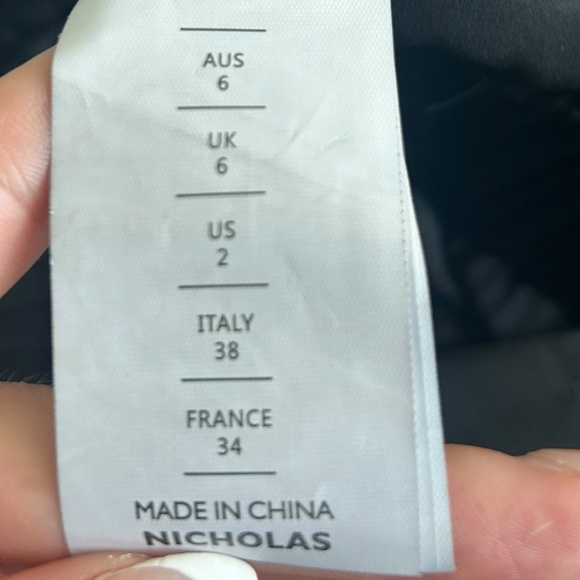 AUS
6
UK
6
US
2
ITALY
38
FRANCE
34
MADE IN CHINA
NICHOLAS